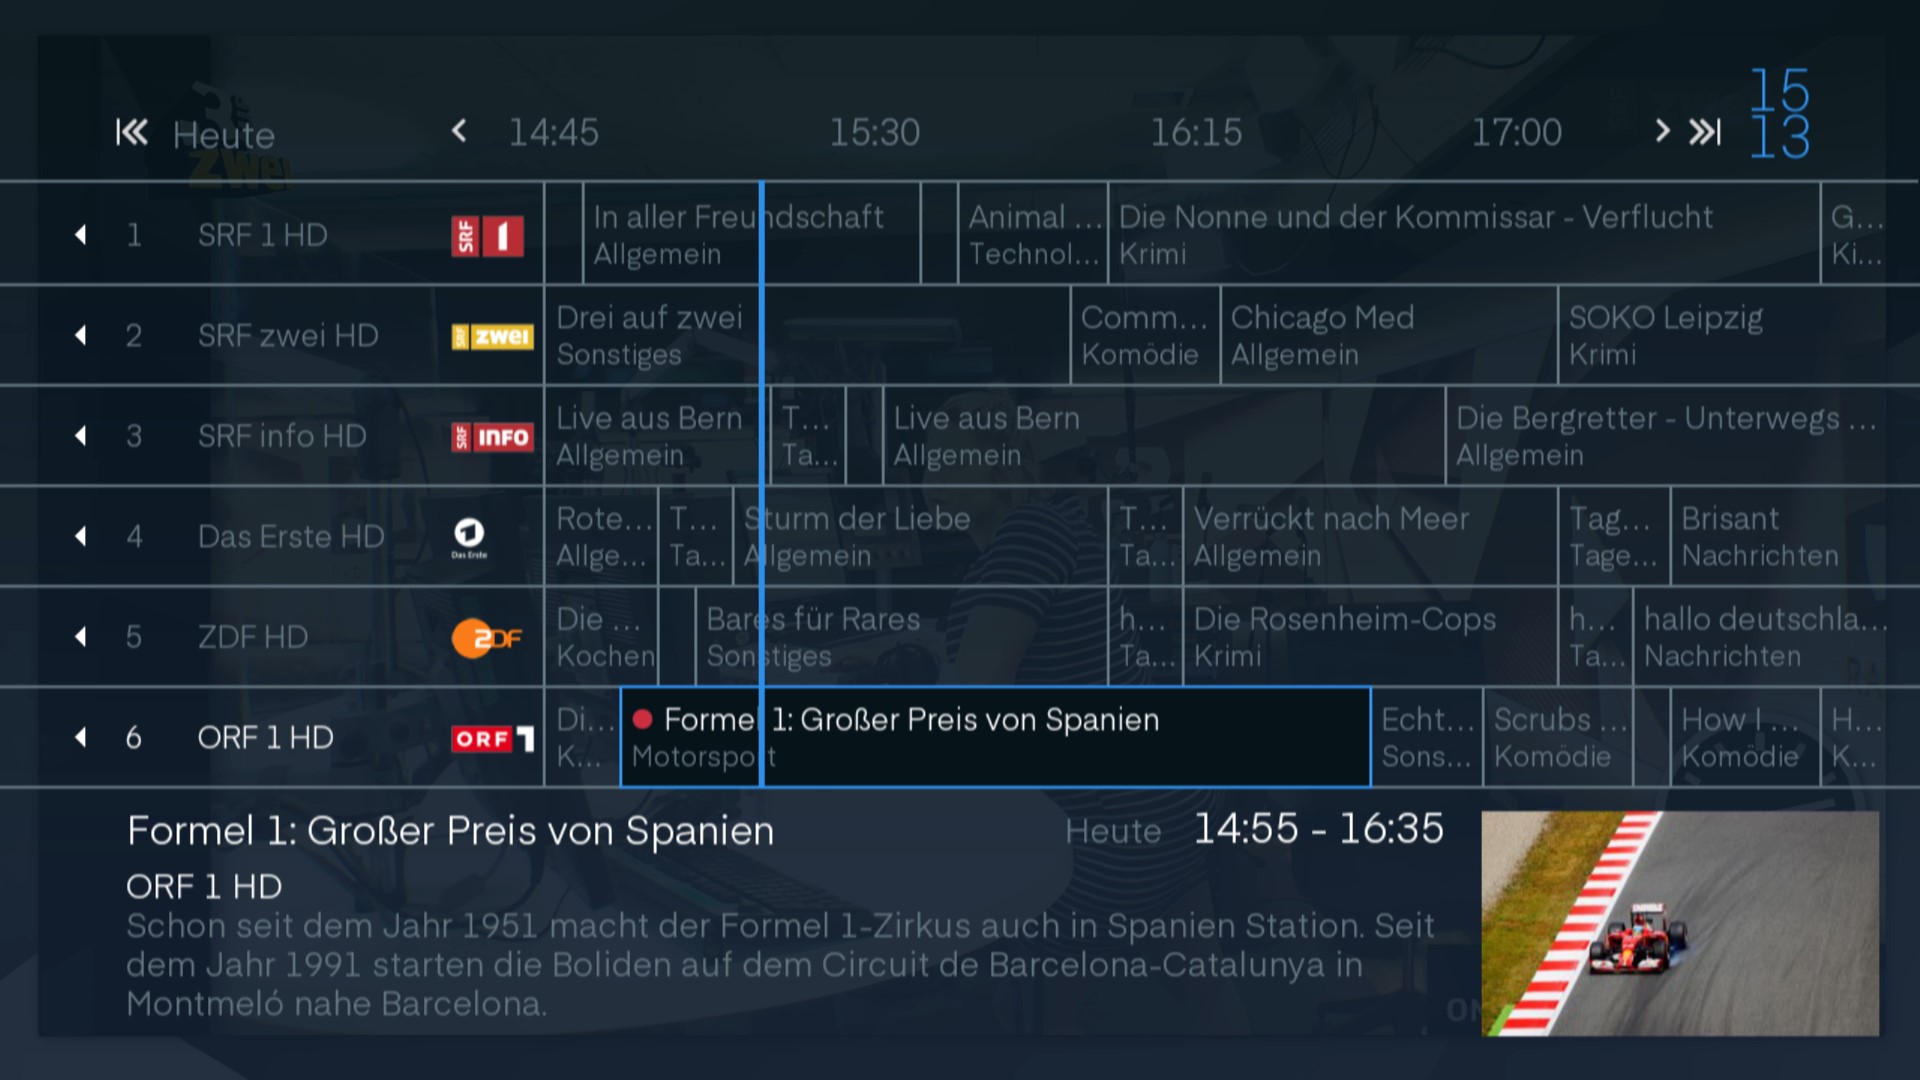 Heute 14:45 15:30 16:15 17:00 15
13
1 SRF 1 HD SRF 1 In aller Freundschaft Animal ... Die Nonne und der Kommissar - Verflucht G...
Allgemein Technol... Krimi Ki...
2 SRF zwei HD SRF zwei Drei auf zwei Comm... Chicago Med SOKO Leipzig
Sonstiges Komödie Allgemein Krimi
3 SRF info HD SRF INFO Live aus Bern T... Live aus Bern Die Bergretter - Unterwegs ...
Allgemein Ta... Allgemein Allgemein
4 Das Erste HD 1 Das Erste Rote... T... Sturm der Liebe T... Verrückt nach Meer Tag... Brisant
Allge... Ta... Allgemein Ta... Allgemein Tage... Nachrichten
5 ZDF HD ZDF Die ... Bares für Rares h... Die Rosenheim-Cops h... hallo deutschla...
Kochen Sonstiges Ta... Krimi Ta... Nachrichten
6 ORF 1 HD ORF 1 Di... Formel 1: Großer Preis von Spanien Echt... Scrubs ... How I ... H...
K... Motorsport Sons... Komödie Komödie K...
Formel 1: Großer Preis von Spanien Heute 14:55 - 16:35
ORF 1 HD
Schon seit dem Jahr 1951 macht der Formel 1-Zirkus auch in Spanien Station. Seit
dem Jahr 1991 starten die Boliden auf dem Circuit de Barcelona-Catalunya in
Montmeló nahe Barcelona.